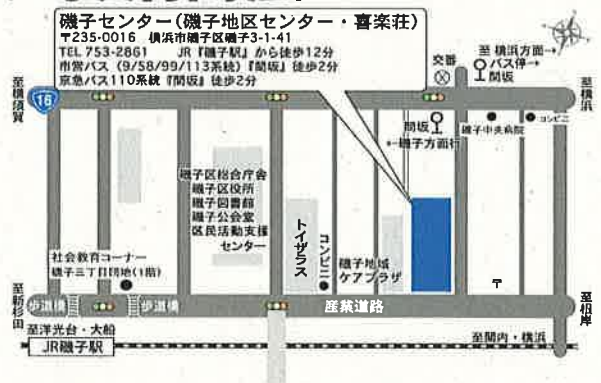 磯子センター(磯子地区センター・喜楽荘)
〒235-0016 横浜市磯子区磯子3-1-41
TEL 753-2861 JR『磯子駅』から徒歩12分
市営バス(9/58/99/113系統)『間坂』徒歩2分
京急バス110系統『間坂』徒歩2分
交番
至 横浜方面→
バス停→
間坂
至横須賀
16
至横浜
間坂
←磯子方面行
磯子中央病院
コンビニ
磯子区総合庁舎
磯子区役所
磯子図書館
磯子公会堂
区民活動支援
センター
トイザラス
コンビニ
磯子地域
ケアプラザ
〒
社会教育コーナー
磯子三丁目団地(1階)
至新杉田
歩道橋
歩道橋
産業道路
至根岸
至洋光台・大船
JR磯子駅
至関内・横浜